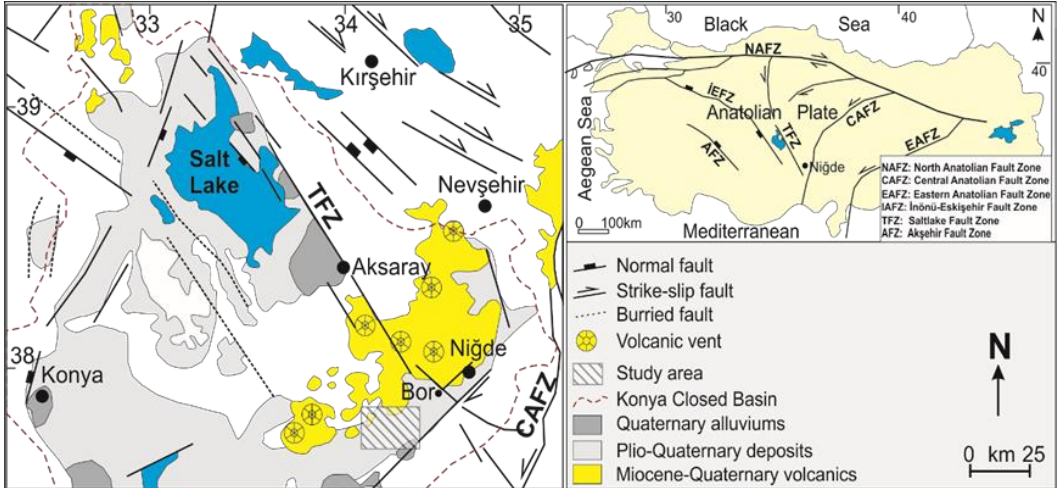 33
34
35
39
38
Kırşehir
Salt
Lake
TFZ
Nevşehir
Aksaray
Niğde
Bor
Konya
CAFZ
30
40
Black Sea
N
40
NAFZ
İEFZ
Anatolian Plate
CAFZ
TFZ
AFZ
EAFZ
Niğde
Aegean Sea
0 100km
Mediterranean
NAFZ: North Anatolian Fault Zone
CAFZ: Central Anatolian Fault Zone
EAFZ: Eastern Anatolian Fault Zone
IAFZ: İnönü-Eskişehir Fault Zone
TFZ: Saltlake Fault Zone
AFZ: Akşehir Fault Zone
Normal fault
Strike-slip fault
Burried fault
Volcanic vent
Study area
Konya Closed Basin
Quaternary alluviums
Plio-Quaternary deposits
Miocene-Quaternary volcanics
N
0 km 25